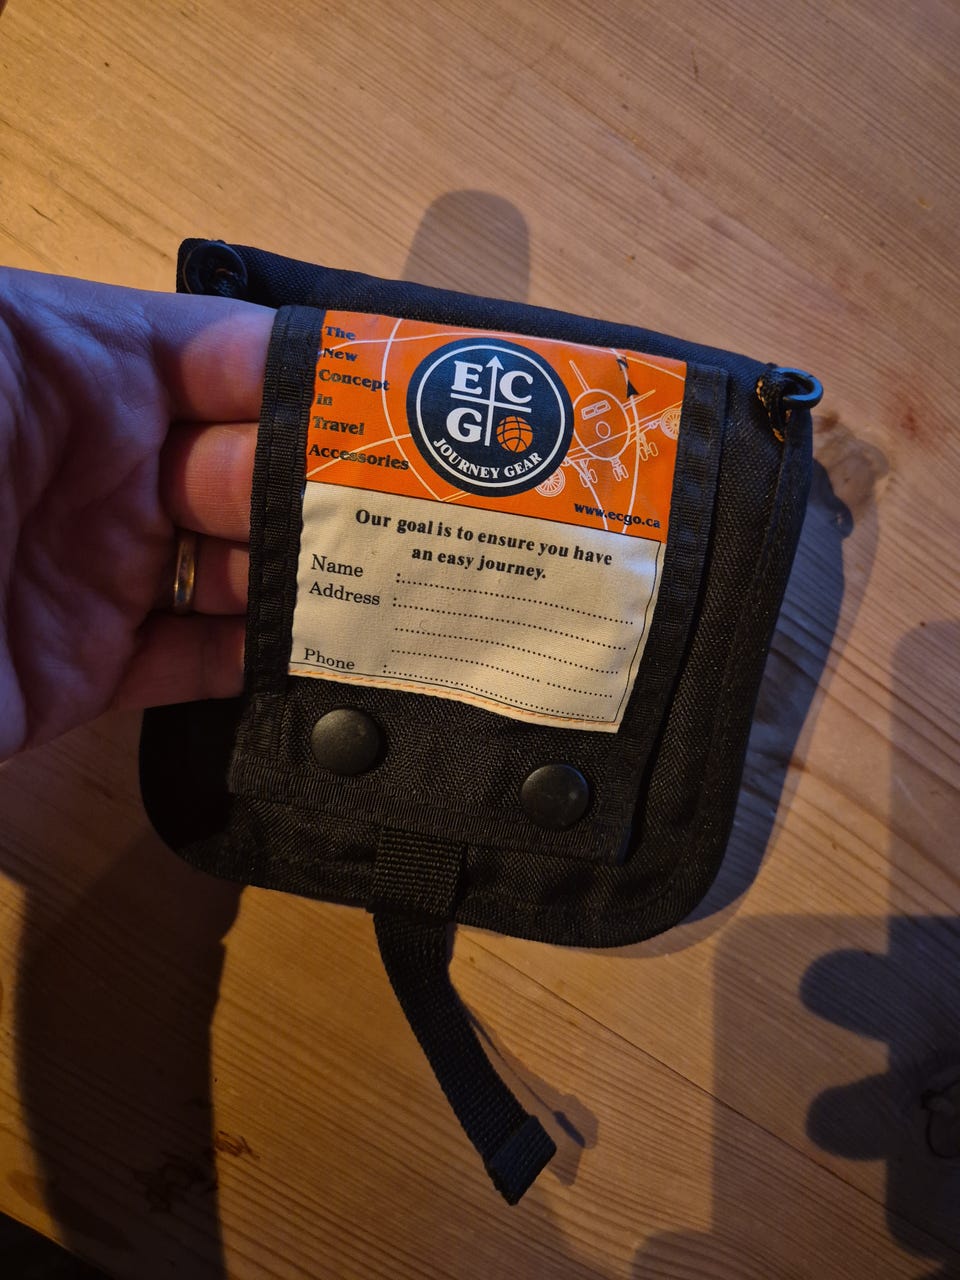 The
New
Concept
in
Travel
Accessories
E C
G
JOURNEY GEAR
www.ecgo.ca
Our goal is to ensure you have
an easy journey.
Name :
Address :
Phone :